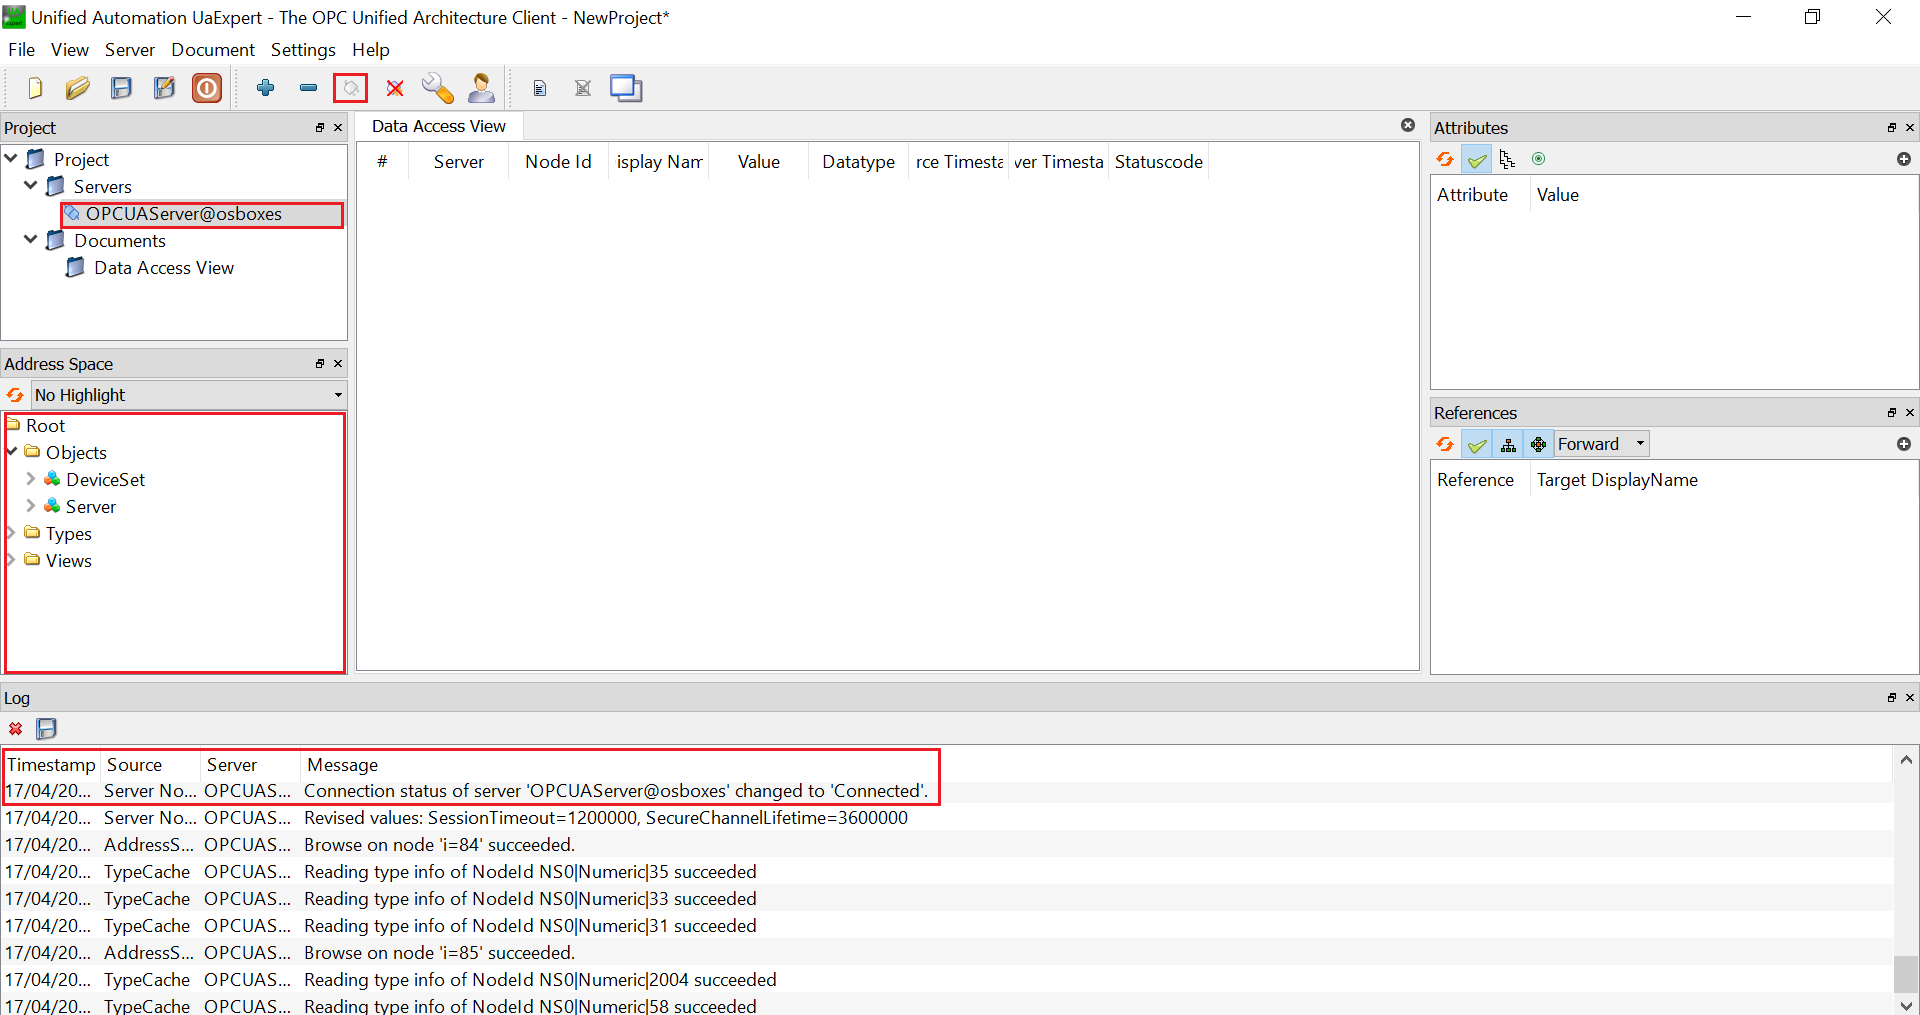 Unified Automation UaExpert - The OPC Unified Architecture Client - NewProject*
File View Server Document Settings Help
Project
Project
Servers
OPCUAServer@osboxes
Documents
Data Access View
Address Space
No Highlight
Root
Objects
DeviceSet
Server
Types
Views
Data Access View
# Server Node Id isplay Nam Value Datatype rce Timesta ver Timesta Statuscode
Attributes
Attribute Value
References
Forward
Reference Target DisplayName
Log
Timestamp Source Server Message
17/04/20... Server No... OPCUAS... Connection status of server 'OPCUAServer@osboxes' changed to 'Connected'.
17/04/20... Server No... OPCUAS... Revised values: SessionTimeout=1200000, SecureChannelLifetime=3600000
17/04/20... AddressS... OPCUAS... Browse on node 'i=84' succeeded.
17/04/20... TypeCache OPCUAS... Reading type info of NodeId NS0|Numeric|35 succeeded
17/04/20... TypeCache OPCUAS... Reading type info of NodeId NS0|Numeric|33 succeeded
17/04/20... TypeCache OPCUAS... Reading type info of NodeId NS0|Numeric|31 succeeded
17/04/20... AddressS... OPCUAS... Browse on node 'i=85' succeeded.
17/04/20... TypeCache OPCUAS... Reading type info of NodeId NS0|Numeric|2004 succeeded
17/04/20... TypeCache OPCUAS... Reading type info of NodeId NS0|Numeric|58 succeeded